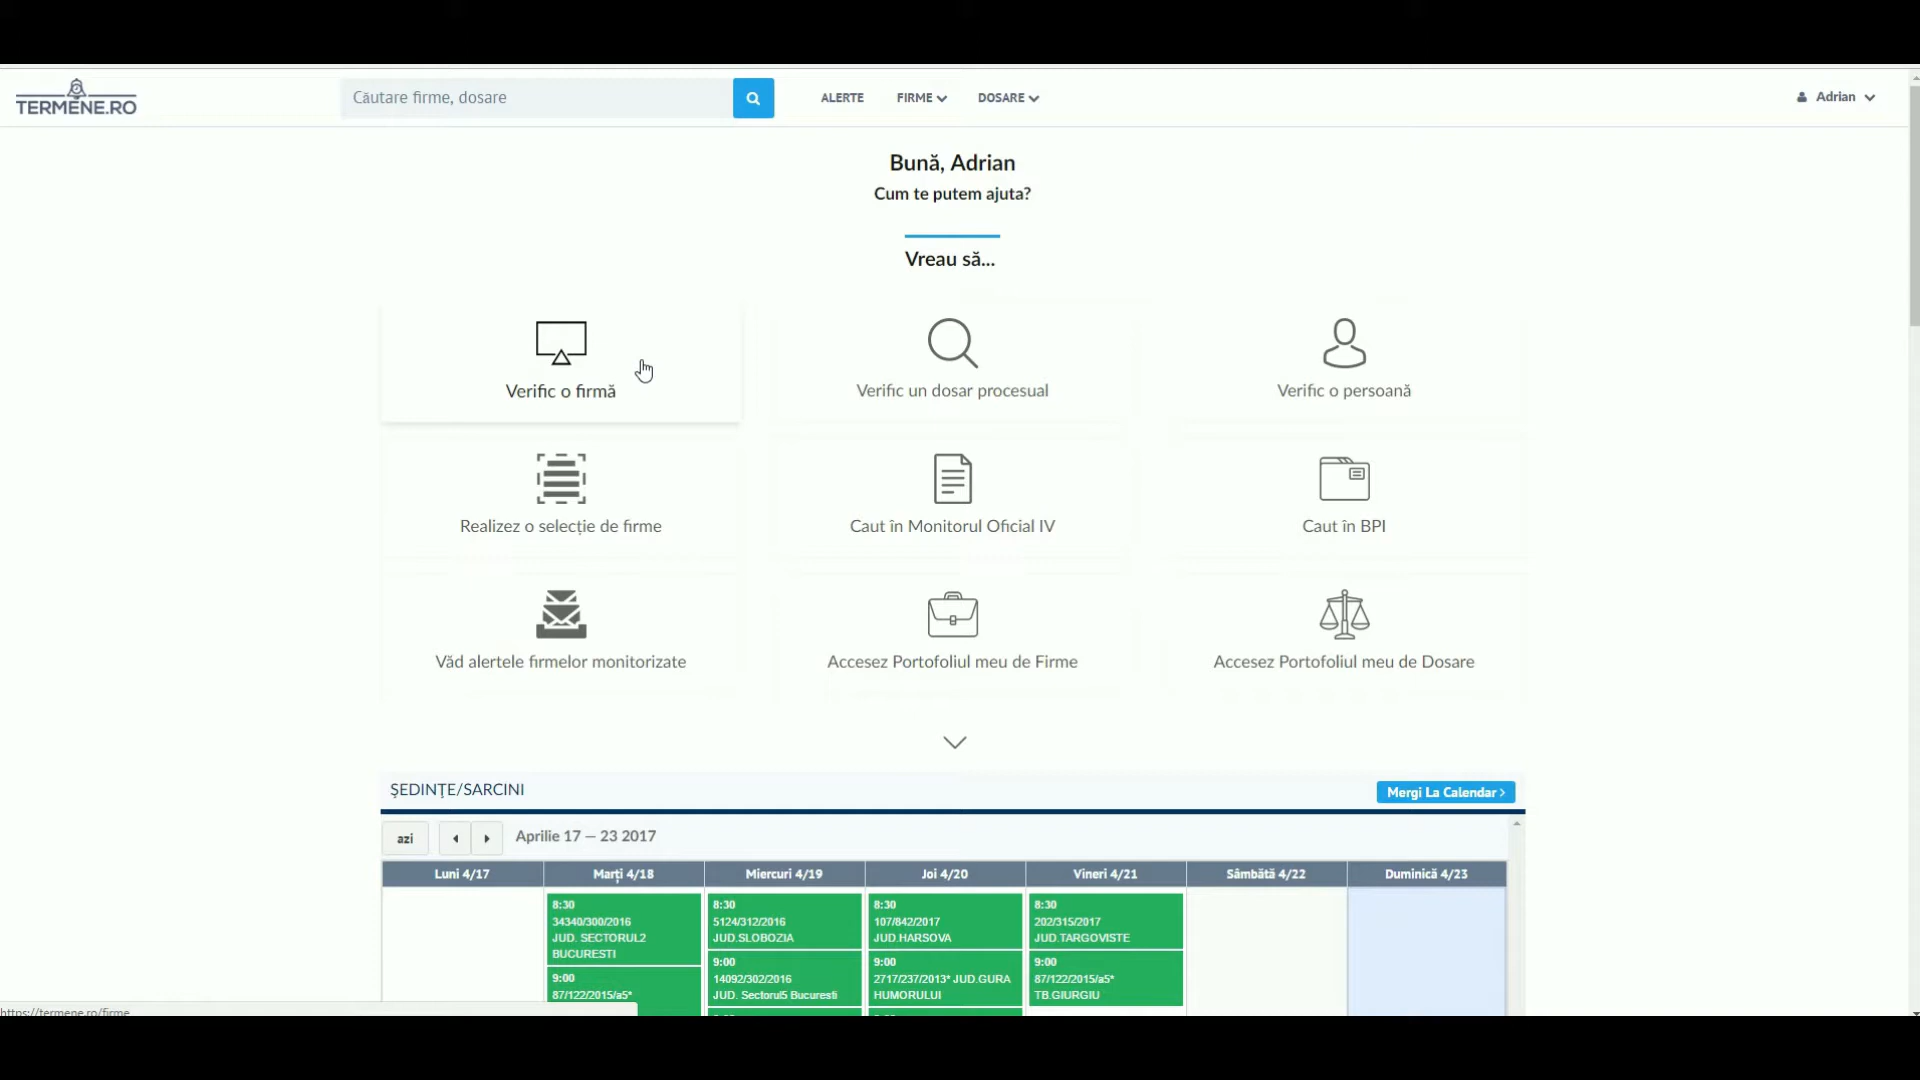 TERMENE.RO
Căutare firme, dosare
ALERTE
FIRME
DOSARE
Adrian
Bună, Adrian
Cum te putem ajuta?
Vreau să...
Verific o firmă
Verific un dosar procesual
Verific o persoană
Realizez o selecție de firme
Caut în Monitorul Oficial IV
Caut în BPI
Văd alertele firmelor monitorizate
Accesez Portofoliul meu de Firme
Accesez Portofoliul meu de Dosare
ŞEDINŢE/SARCINI
Mergi La Calendar
azi
Aprilie 17 — 23 2017
Luni 4/17
Marți 4/18
Miercuri 4/19
Joi 4/20
Vineri 4/21
Sâmbătă 4/22
Duminică 4/23
8:30
34340/300/2016
JUD. SECTORUL2
BUCURESTI
9:00
87/122/2015/a5*
8:30
5124/312/2016
JUD.SLOBOZIA
9:00
14092/302/2016
JUD. Sectorul5 Bucuresti
8:30
107/842/2017
JUD.HARSOVA
9:00
2717/237/2013* JUD.GURA
HUMORULUI
8:30
202/315/2017
JUD.TARGOVISTE
9:00
87/122/2015/a5*
TB.GIURGIU
https://termene.ro/firme